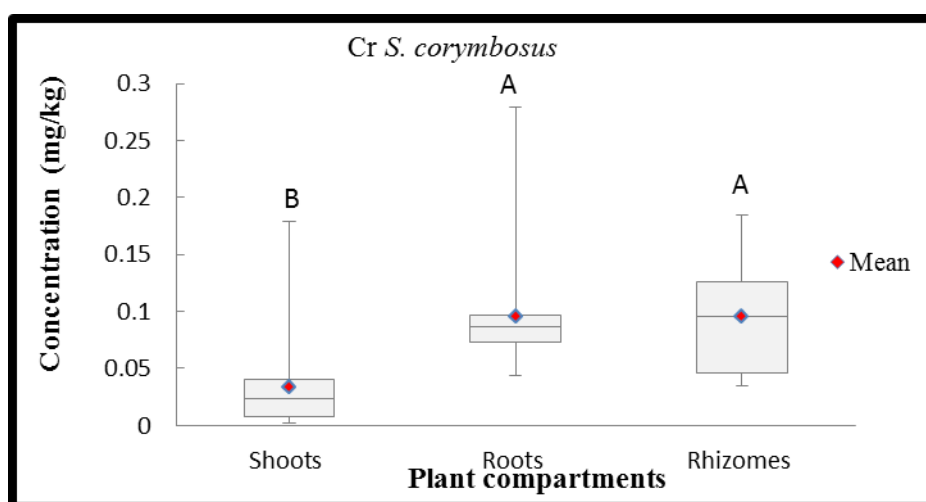 Cr S. corymbosus
Concentration (mg/kg)
0.3
0.25
0.2
0.15
0.1
0.05
0
B
A
A
Mean
Shoots
Roots
Rhizomes
Plant compartments